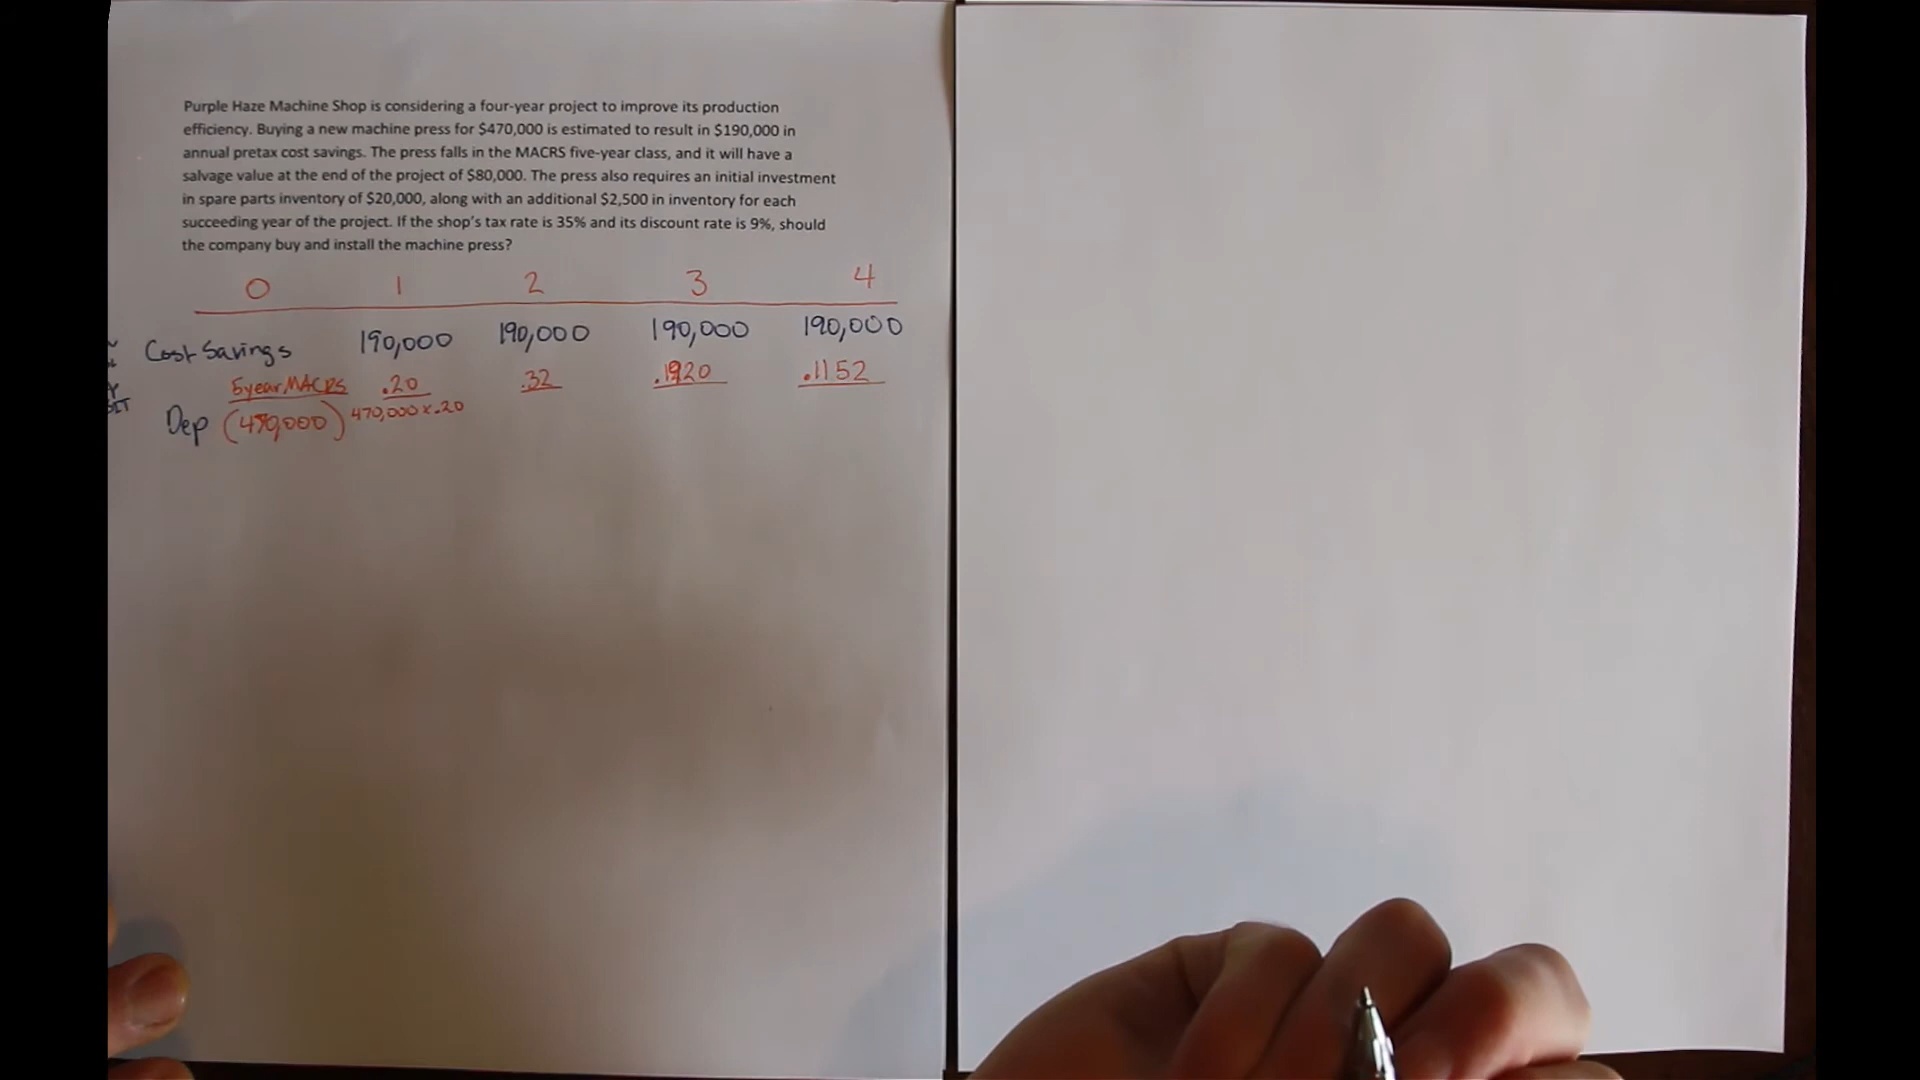 Purple Haze Machine Shop is considering a four-year project to improve its production
efficiency. Buying a new machine press for $470,000 is estimated to result in $190,000 in
annual pretax cost savings. The press falls in the MACRS five-year class, and it will have a
salvage value at the end of the project of $80,000. The press also requires an initial investment
in spare parts inventory of $20,000, along with an additional $2,500 in inventory for each
succeeding year of the project. If the shop's tax rate is 35% and its discount rate is 9%, should
the company buy and install the machine press?
0 1 2 3 4
Cost Savings 190,000 190,000 190,000 190,000
5 year MACRS .20 .32 .1920 .1152
Dep (470,000) 470,000 x .20